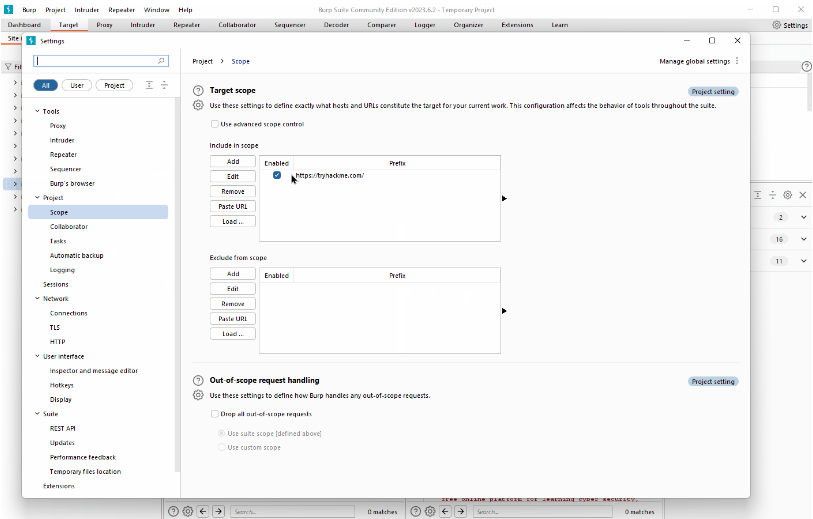 Burp Project Intruder Repeater Window Help Burp Suite Community Edition v2023.6.2 - Temporary Project
Dashboard Target Proxy Intruder Repeater Collaborator Sequencer Decoder Comparer Logger Organizer Extensions Learn Settings
Site
Settings
All User Project
Tools
Proxy
Intruder
Repeater
Sequencer
Burp's browser
Project
Scope
Collaborator
Tasks
Automatic backup
Logging
Sessions
Network
Connections
TLS
HTTP
User interface
Inspector and message editor
Hotkeys
Display
Suite
REST API
Updates
Performance feedback
Temporary files location
Extensions
Project > Scope Manage global settings
Target scope Project setting
Use these settings to define exactly what hosts and URLs constitute the target for your current work. This configuration affects the behavior of tools throughout the suite.
Use advanced scope control
Include in scope
Add
Edit
Remove
Paste URL
Load ...
Enabled Prefix
https://tryhackme.com/
Exclude from scope
Add
Edit
Remove
Paste URL
Load ...
Enabled Prefix
Out-of-scope request handling Project setting
Use these settings to define how Burp handles any out-of-scope requests.
Drop all out-of-scope requests
Use suite scope [defined above]
Use custom scope
2
16
11
free online platform for learning cyber security,
Search... 0 matches Search... 0 matches